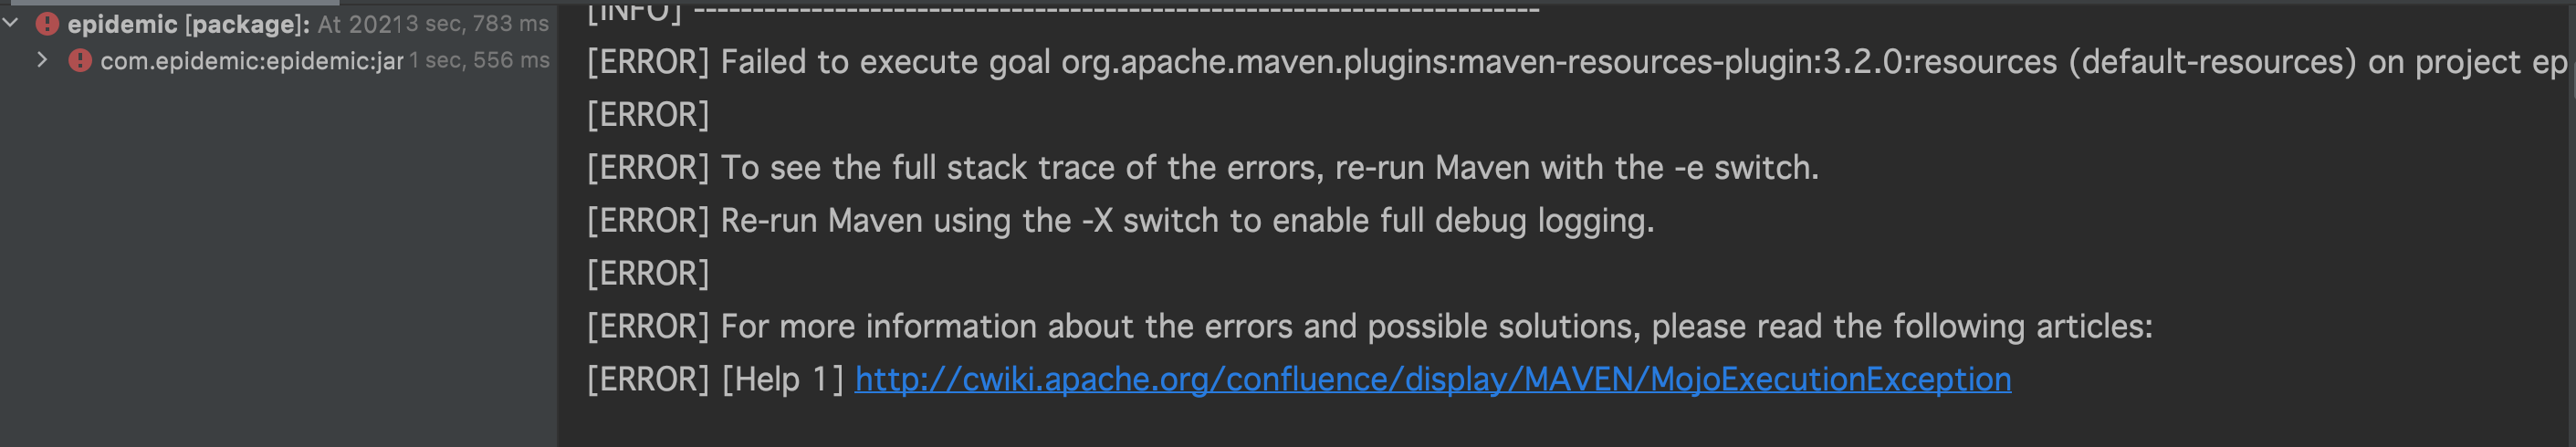 epidemic [package]: At 2021 3 sec, 783 ms
com.epidemic:epidemic:jar 1 sec, 556 ms
[INFO] ------------------------------------------------------------------------
[ERROR] Failed to execute goal org.apache.maven.plugins:maven-resources-plugin:3.2.0:resources (default-resources) on project ep
[ERROR]
[ERROR] To see the full stack trace of the errors, re-run Maven with the -e switch.
[ERROR] Re-run Maven using the -X switch to enable full debug logging.
[ERROR]
[ERROR] For more information about the errors and possible solutions, please read the following articles:
[ERROR] [Help 1] http://cwiki.apache.org/confluence/display/MAVEN/MojoExecutionException